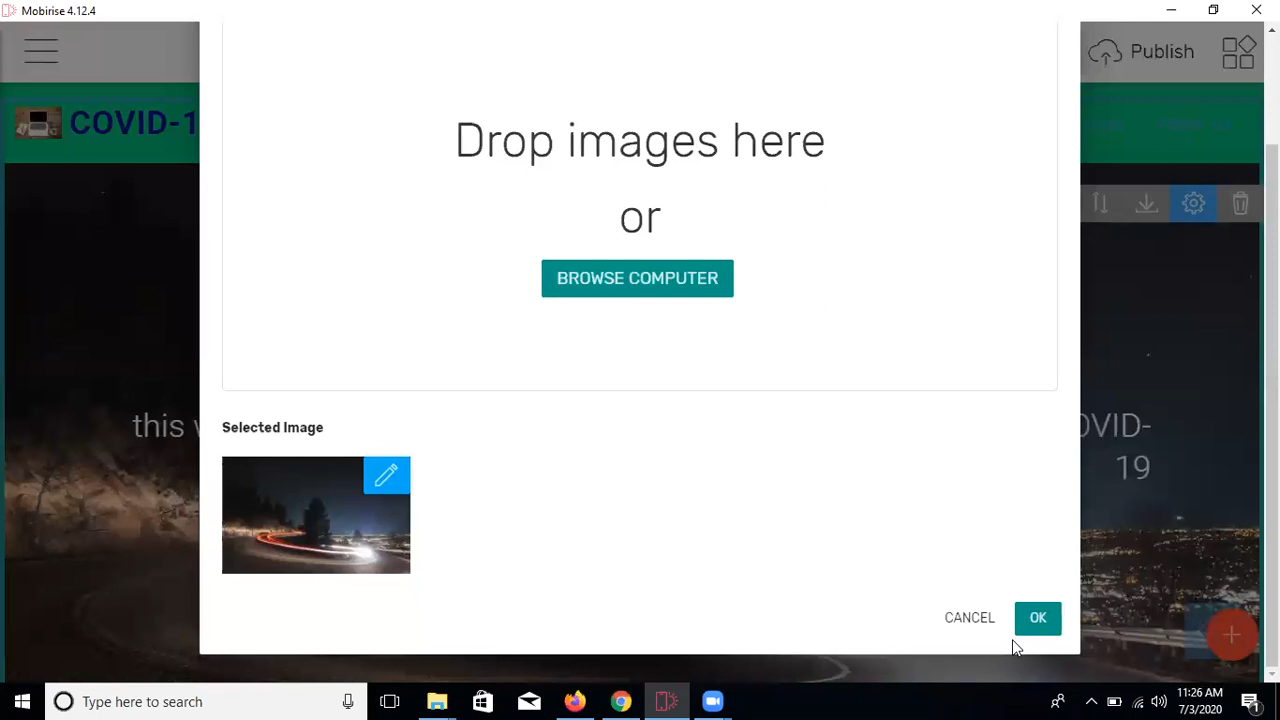 Mobirise 4.12.4
Publish
COVID-1
Drop images here
or
BROWSE COMPUTER
this
OVID-
19
Selected Image
CANCEL
OK
Type here to search
11:26 AM
7/3/2020
1